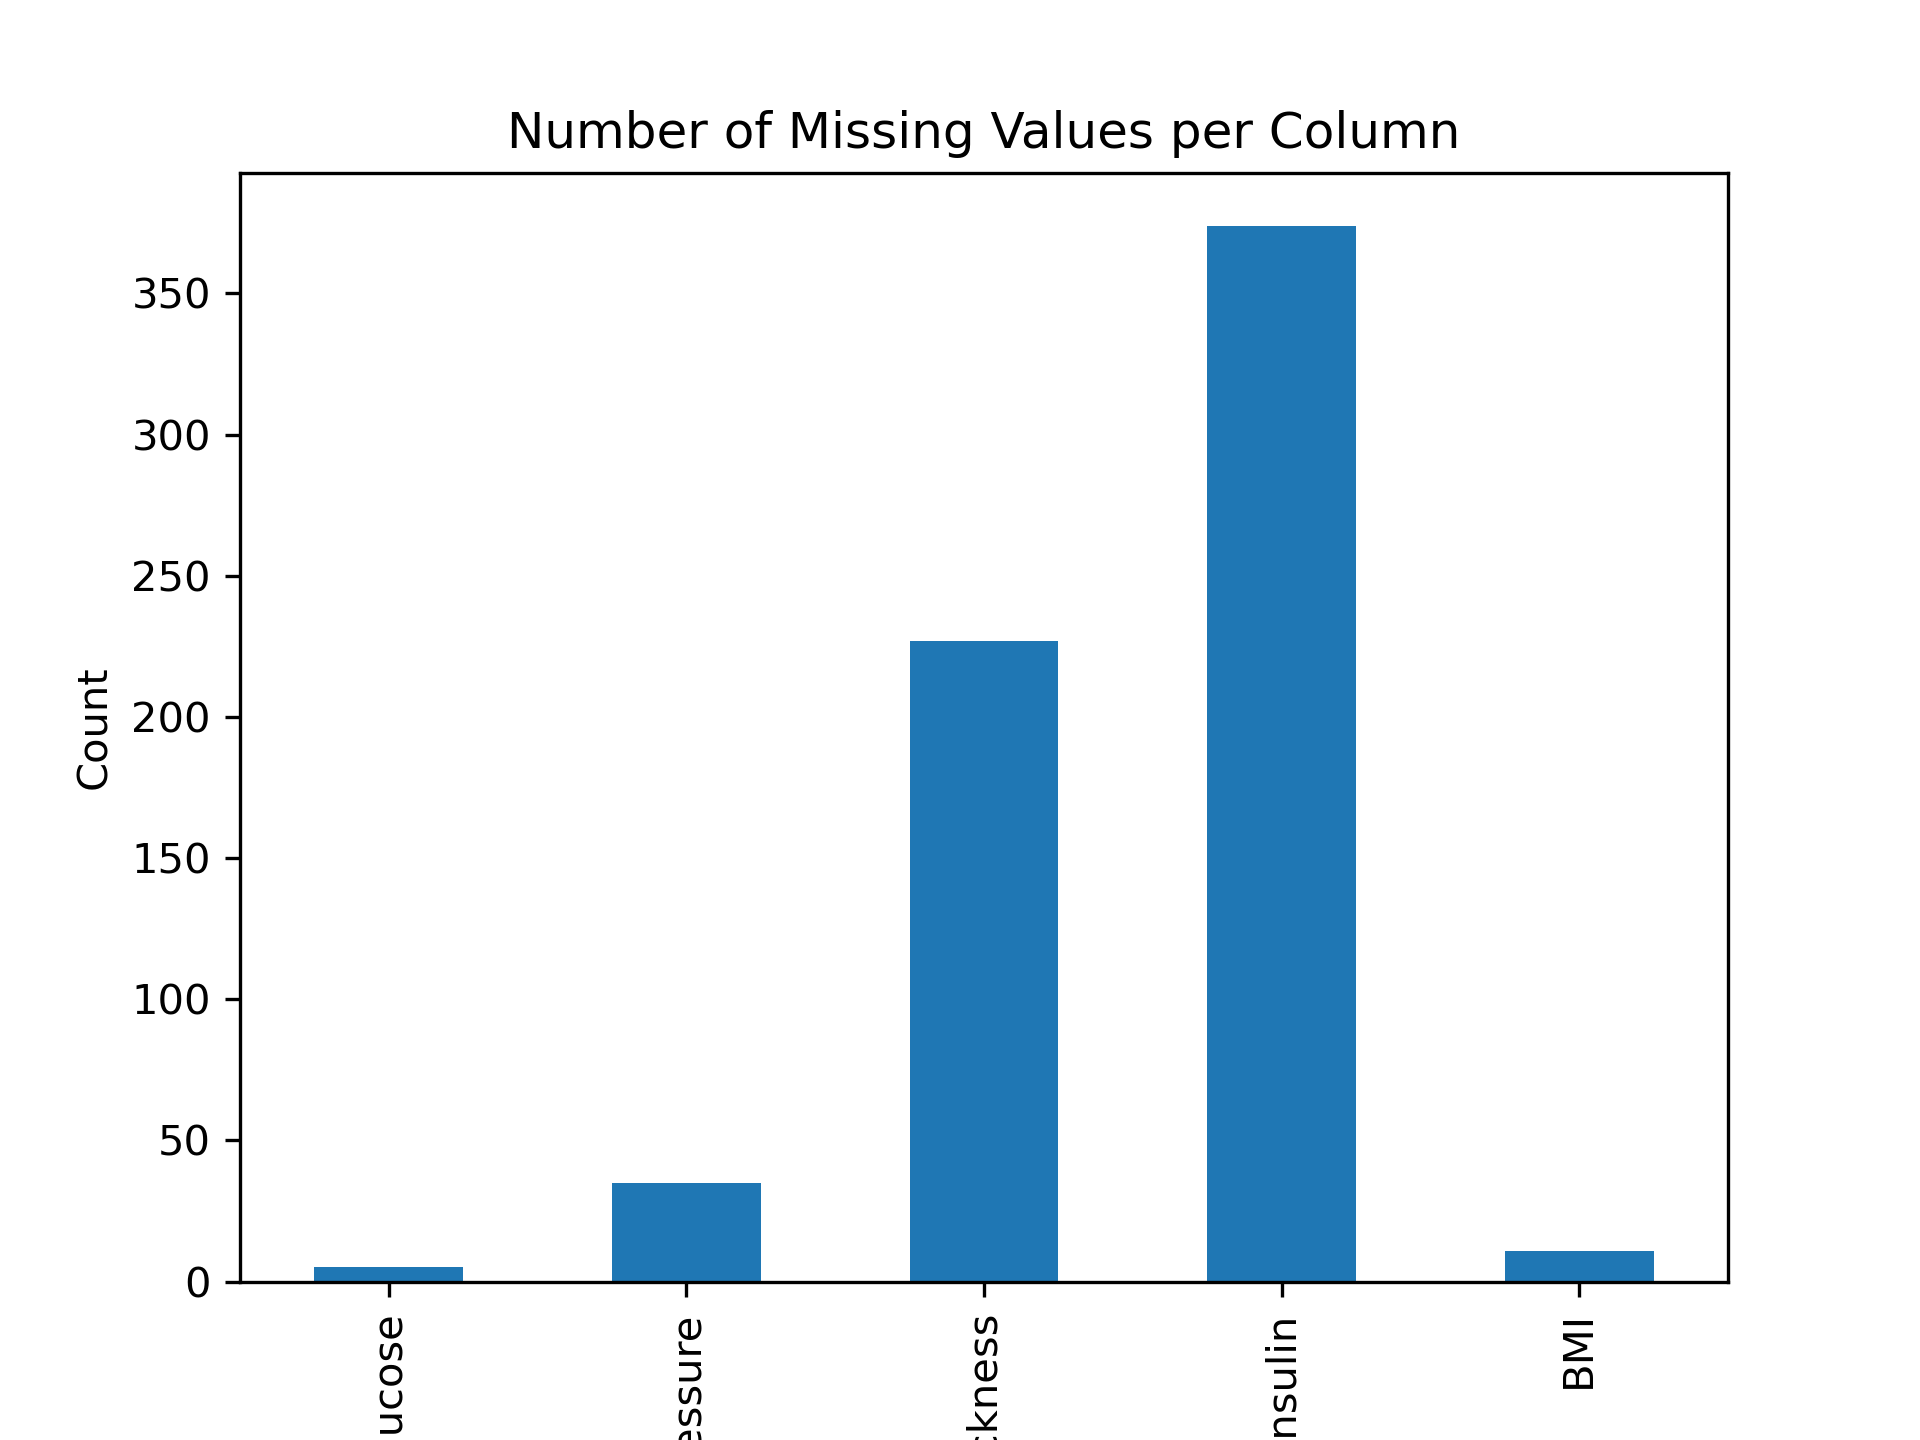 Number of Missing Values per Column
Count
350
300
250
200
150
100
50
0
ucose
essure
ckness
nsulin
BMI